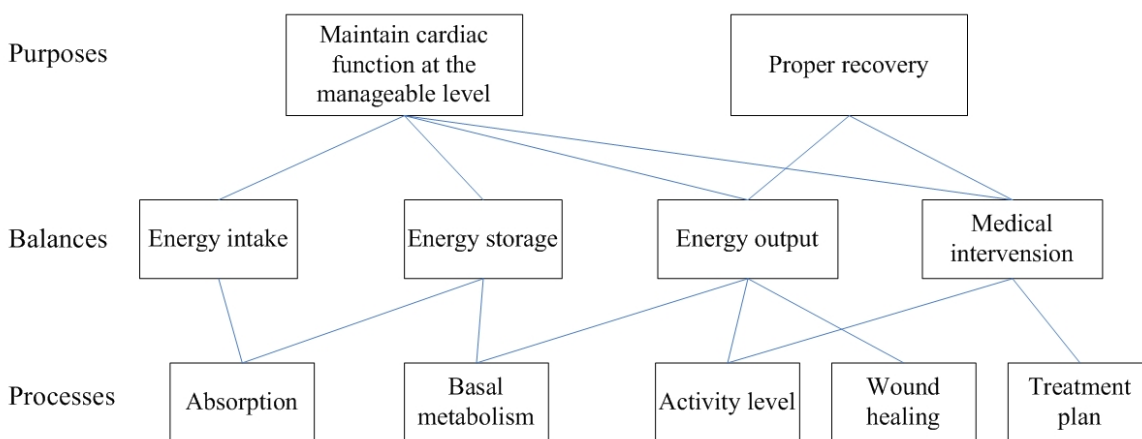 Purposes
Maintain cardiac
function at the
manageable level
Proper recovery
Balances
Energy intake
Energy storage
Energy output
Medical
intervension
Processes
Absorption
Basal
metabolism
Activity level
Wound
healing
Treatment
plan